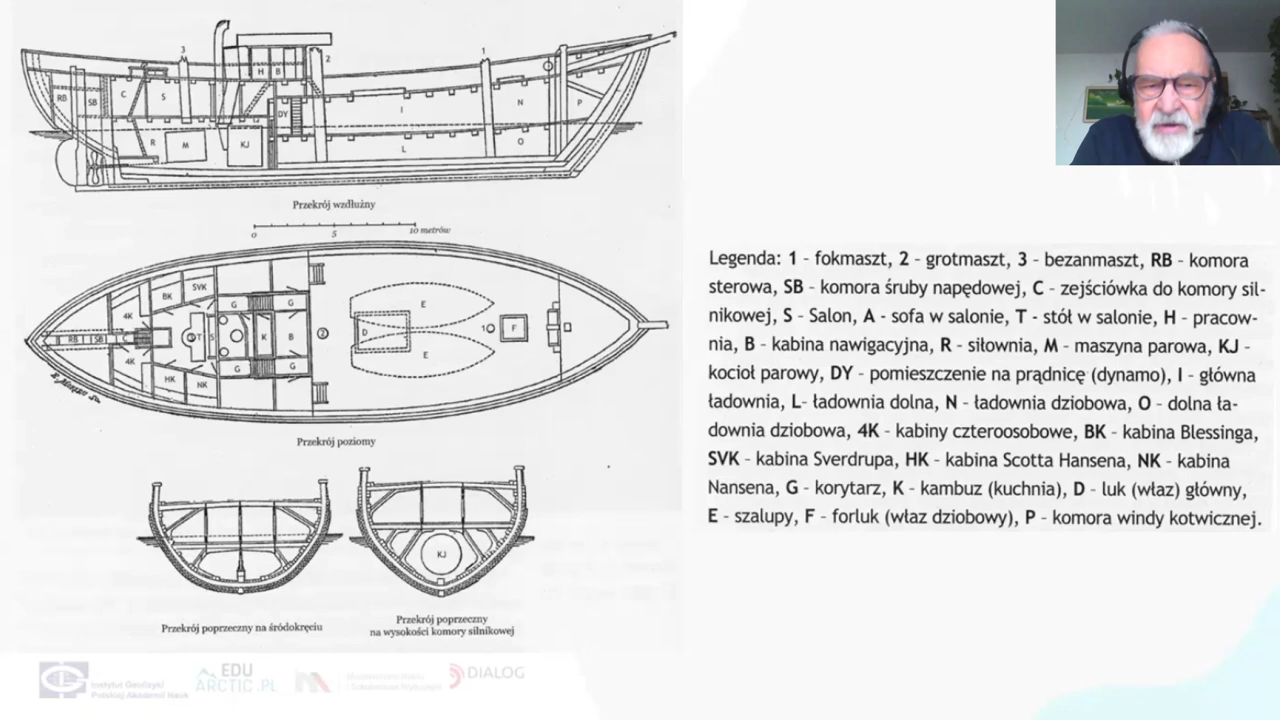 3
2
1
H
B
RB
SB
C
S
DY
I
N
P
R
M
KJ
L
O
Przekrój wzdłużny
0
5
10 metrów
SVK
BK
4K
G
G
E
RB
SB
C
T
S
K
B
2
D
1
F
4K
G
G
E
HK
NK
Przekrój poziomy
KJ
Przekrój poprzeczny na śródokręciu
Przekrój poprzeczny
na wysokości komory silnikowej
Legenda: 1 - fokmaszt, 2 - grotmaszt, 3 - bezanmaszt, RB - komora
sterowa, SB - komora śruby napędowej, C - zejściówka do komory sil-
nikowej, S - Salon, A - sofa w salonie, T - stół w salonie, H - pracow-
nia, B - kabina nawigacyjna, R - siłownia, M - maszyna parowa, KJ -
kocioł parowy, DY - pomieszczenie na prądnicę (dynamo), I - główna
ładownia, L- ładownia dolna, N - ładownia dziobowa, O - dolna ła-
downia dziobowa, 4K - kabiny czteroosobowe, BK - kabina Blessinga,
SVK - kabina Sverdrupa, HK - kabina Scotta Hansena, NK - kabina
Nansena, G - korytarz, K - kambuz (kuchnia), D - luk (właz) główny,
E - szalupy, F - forluk (właz dziobowy), P - komora windy kotwicznej.
Instytut Geofizyki
Polskiej Akademii Nauk
EDU
ARCTIC.PL
DIALOG